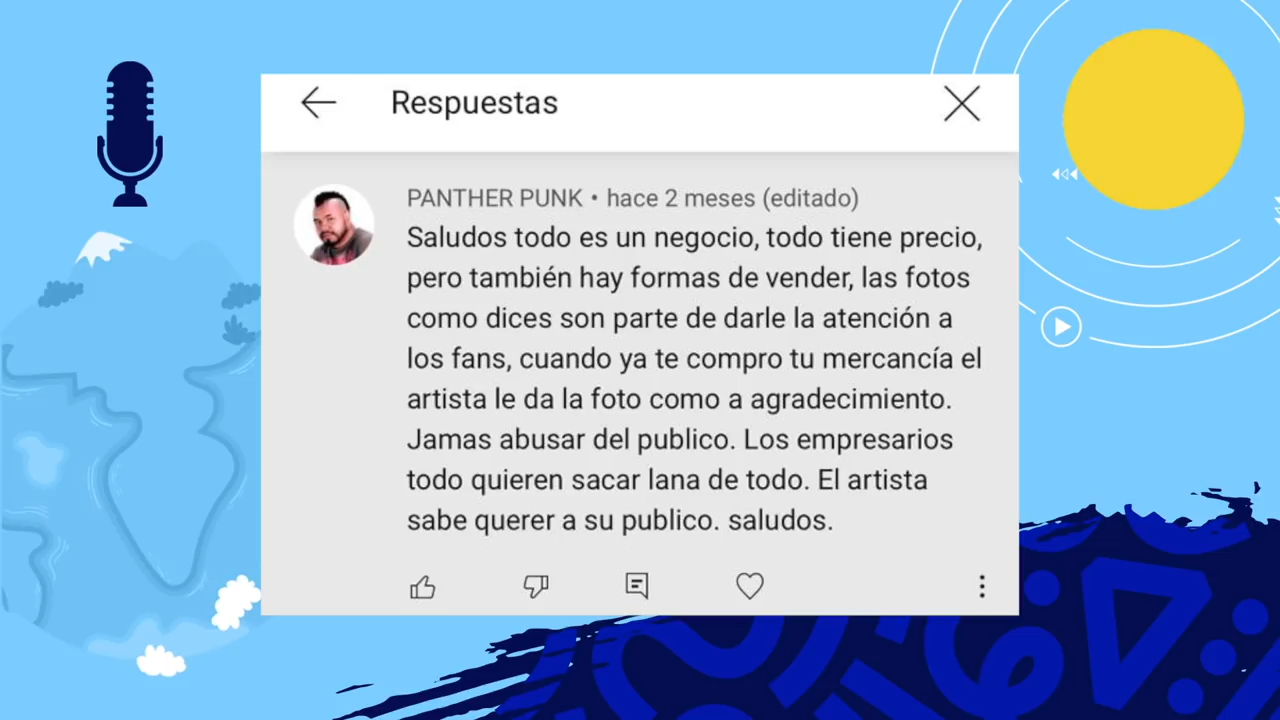 Respuestas
PANTHER PUNK • hace 2 meses (editado)
Saludos todo es un negocio, todo tiene precio,
pero también hay formas de vender, las fotos
como dices son parte de darle la atención a
los fans, cuando ya te compro tu mercancía el
artista le da la foto como a agradecimiento.
Jamas abusar del publico. Los empresarios
todo quieren sacar lana de todo. El artista
sabe querer a su publico. saludos.